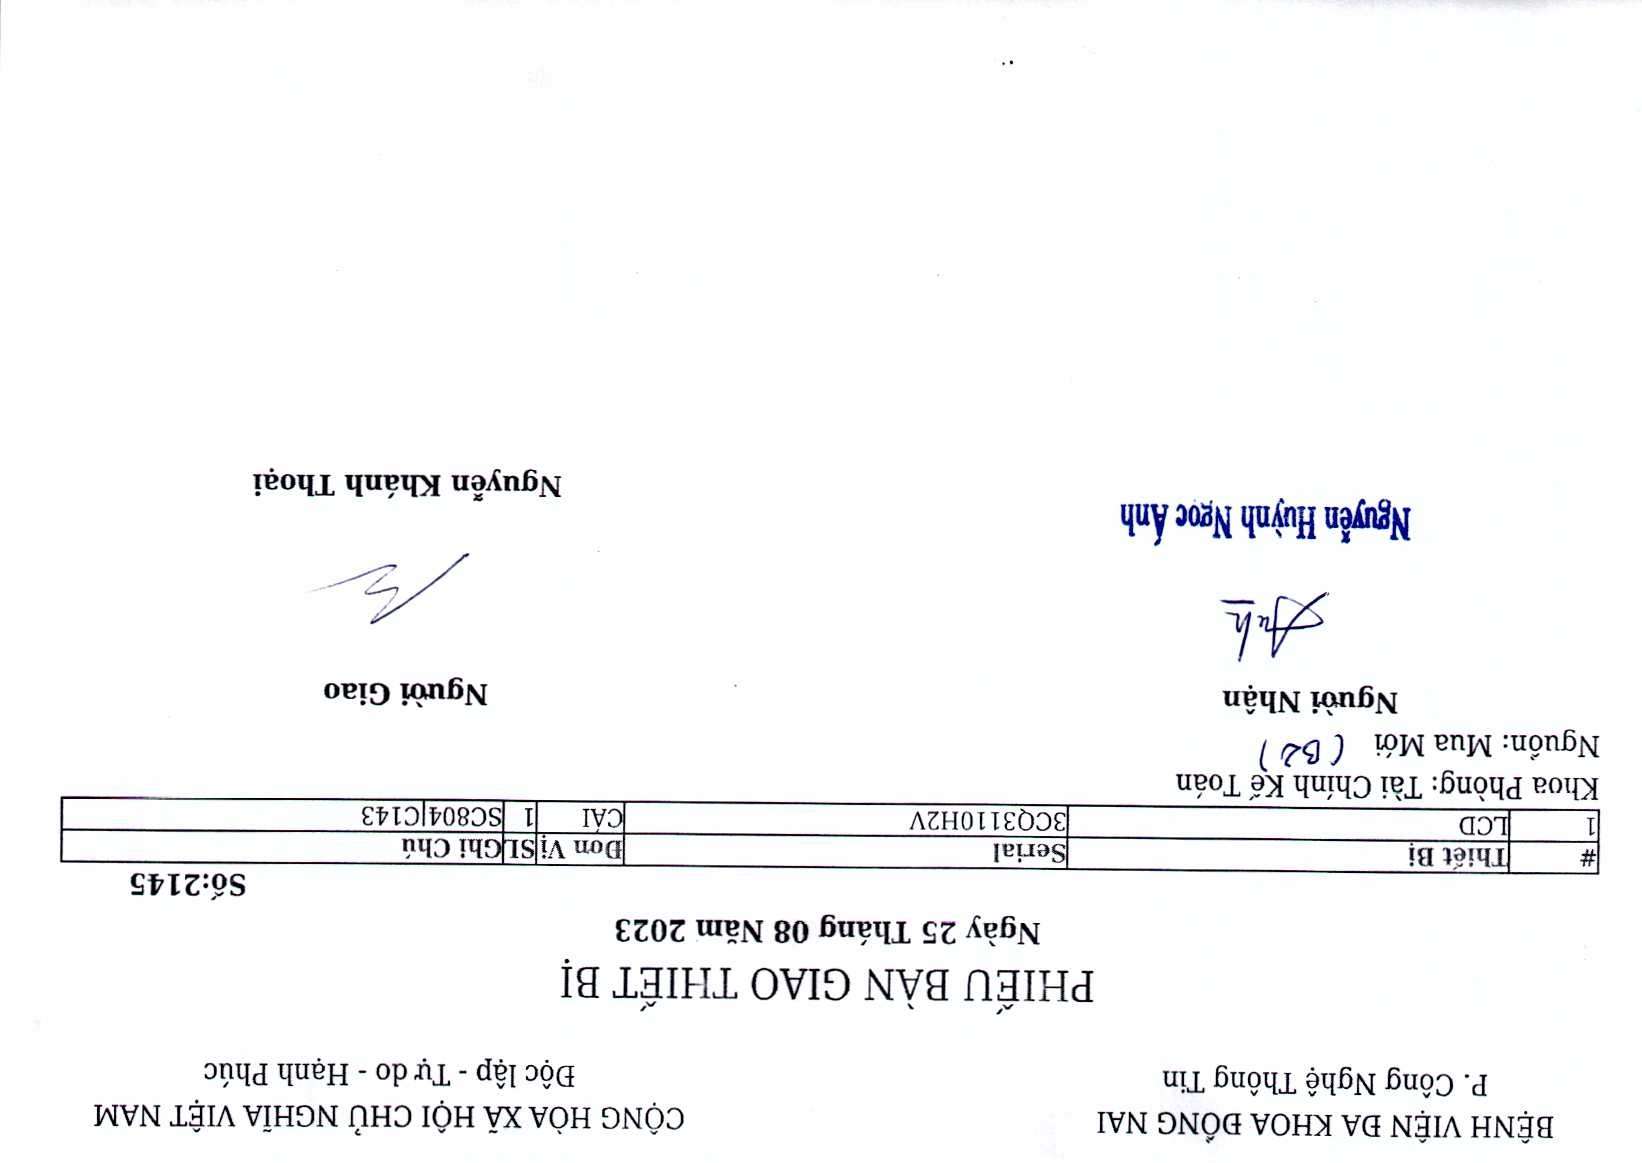 BỆNH VIỆN ĐA KHOA ĐỒNG NAI
P. Công Nghệ Thông Tin
CỘNG HÒA XÃ HỘI CHỦ NGHĨA VIỆT NAM
Độc lập - Tự do - Hạnh Phúc
PHIẾU BÀN GIAO THIẾT BỊ
Ngày 25 Tháng 08 Năm 2023
Số:2145
# Thiết Bị Serial Đơn Vị SL Ghi Chú
1 LCD 3CQ3110H2V CÁI 1 SC804|C143
Khoa Phòng: Tài Chính Kế Toán
Nguồn: Mua Mới (B2)
Người Nhận
Anh
Nguyễn Huỳnh Ngọc Ánh
Người Giao
Nguyễn Khánh Thoại